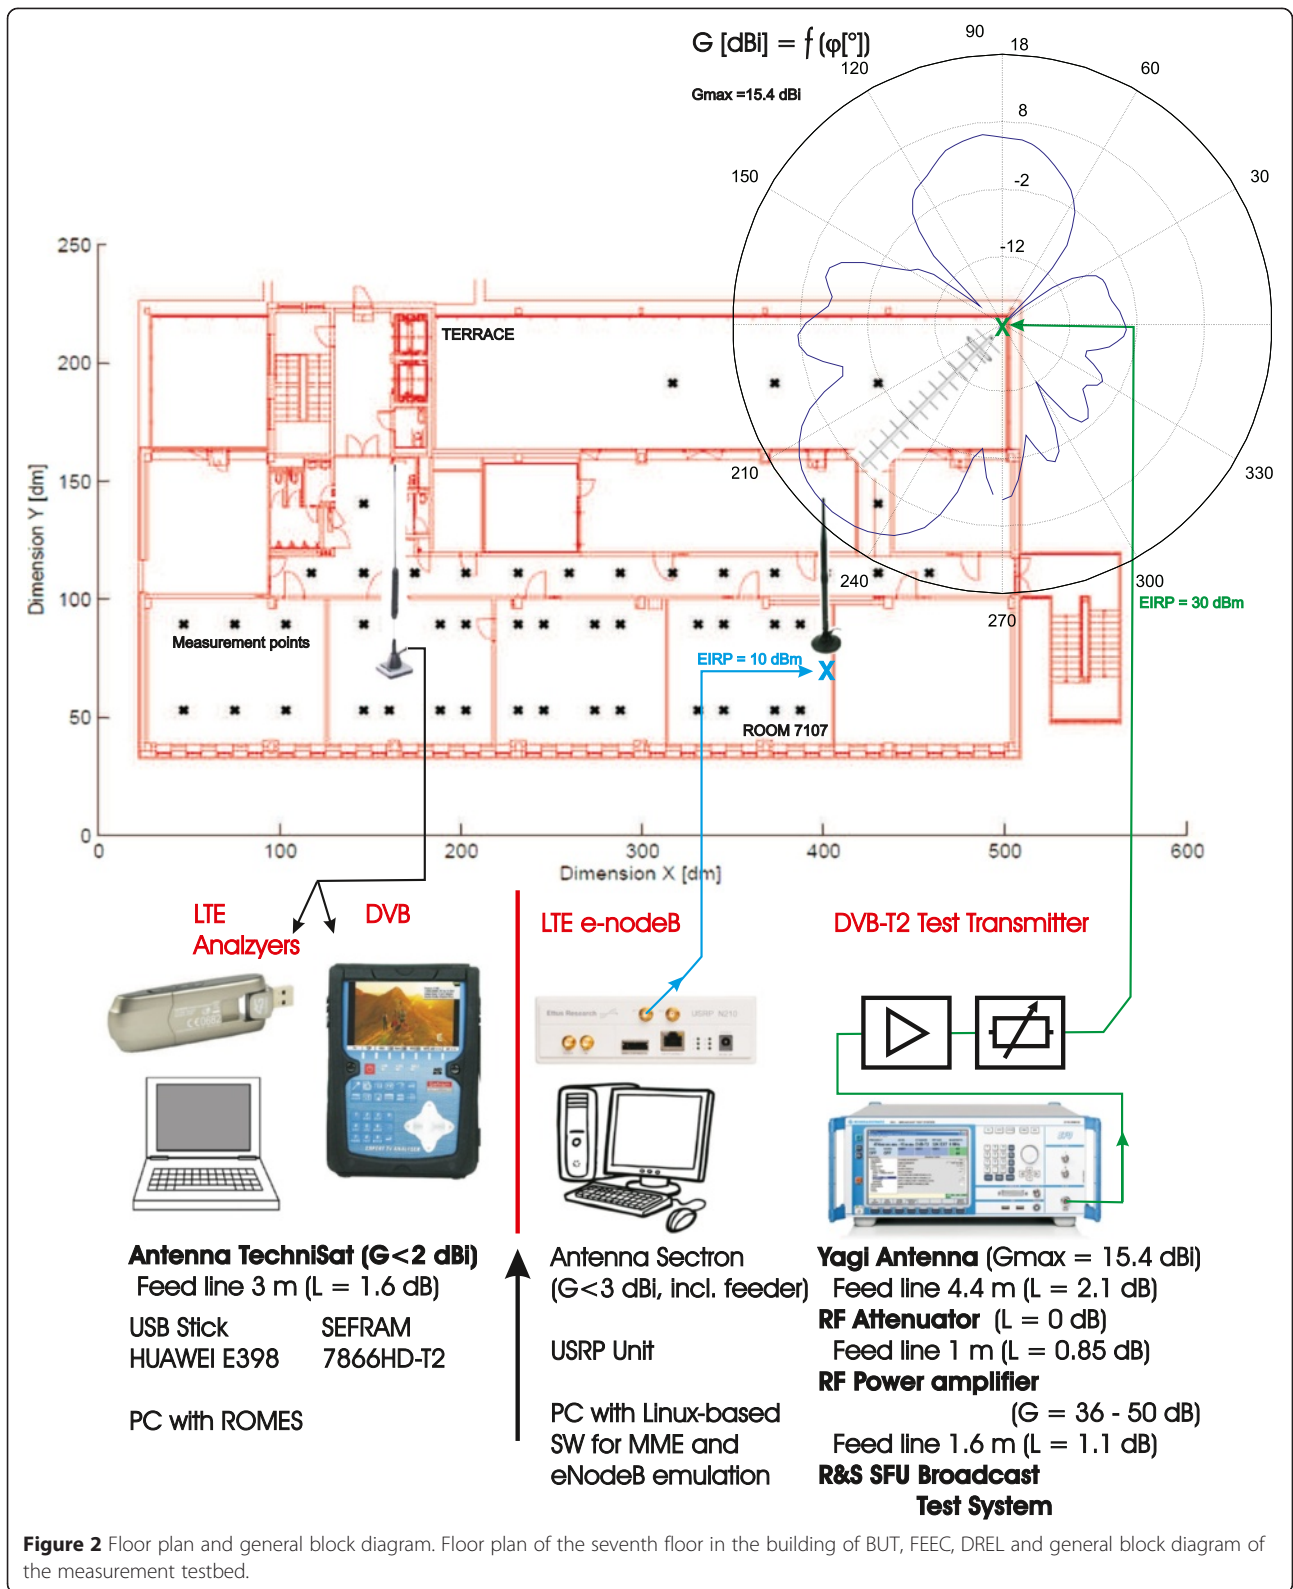 G [dBi] = f (φ[°])
Gmax =15.4 dBi
90
18
120
60
8
150
30
-2
-12
250
TERRACE
200
210
330
150
Dimension Y [dm]
240
300
EIRP = 30 dBm
270
100
Measurement points
EIRP = 10 dBm
X
X
50
ROOM 7107
0
0
100
200
300
400
500
600
Dimension X [dm]
LTE
Analzyers
DVB
LTE e-nodeB
DVB-T2 Test Transmitter
Ettus Research
USRP N210
CE0682
EXPERT TV ANALYZER
Antenna TechniSat (G<2 dBi)
Feed line 3 m (L = 1.6 dB)
USB Stick
SEFRAM
HUAWEI E398
7866HD-T2
PC with ROMES
Antenna Sectron
(G<3 dBi, incl. feeder)
USRP Unit
PC with Linux-based
SW for MME and
eNodeB emulation
Yagi Antenna (Gmax = 15.4 dBi)
Feed line 4.4 m (L = 2.1 dB)
RF Attenuator (L = 0 dB)
Feed line 1 m (L = 0.85 dB)
RF Power amplifier
(G = 36 - 50 dB)
Feed line 1.6 m (L = 1.1 dB)
R&S SFU Broadcast
Test System
Figure 2 Floor plan and general block diagram. Floor plan of the seventh floor in the building of BUT, FEEC, DREL and general block diagram of
the measurement testbed.